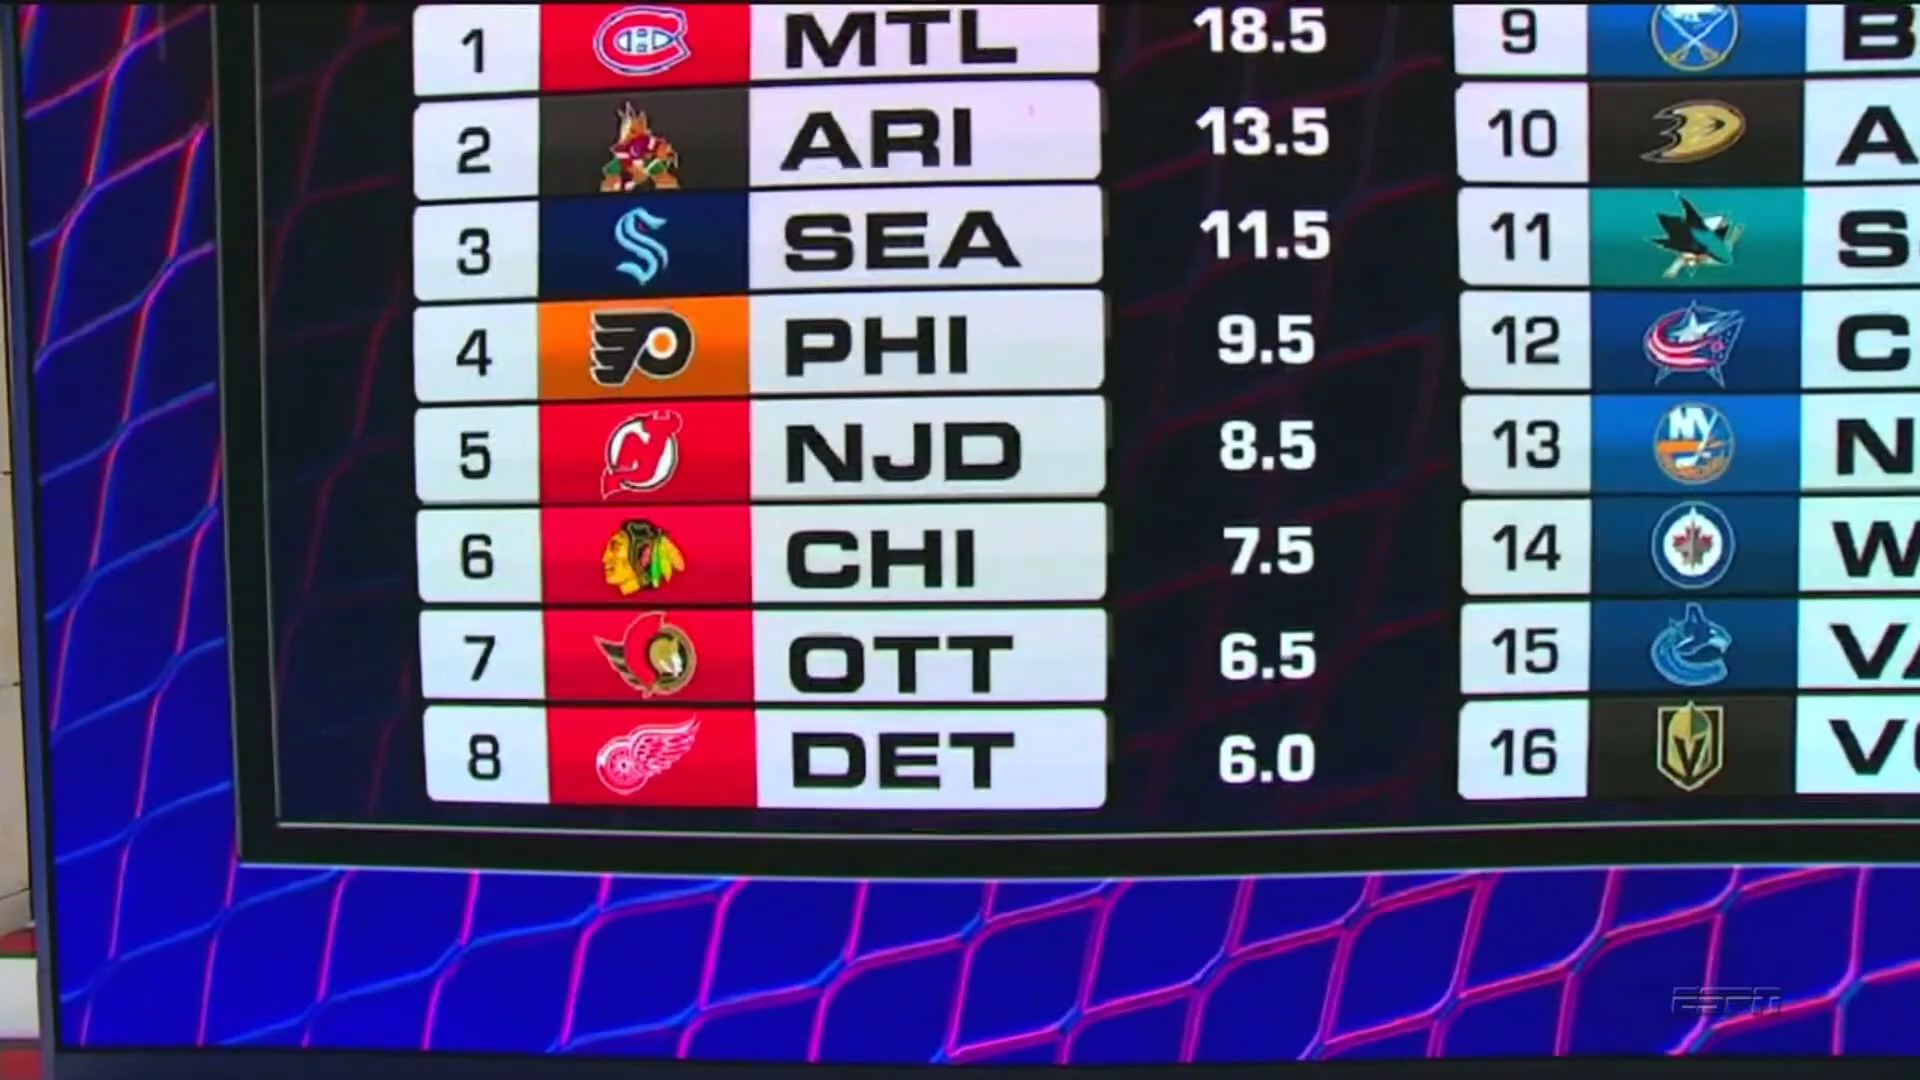 1 MTL 18.5
2 ARI 13.5
3 SEA 11.5
4 PHI 9.5
5 NJD 8.5
6 CHI 7.5
7 OTT 6.5
8 DET 6.0
9 B
10 A
11 S
12 C
13 NY N
14 W
15 VA
16 V
ESPN